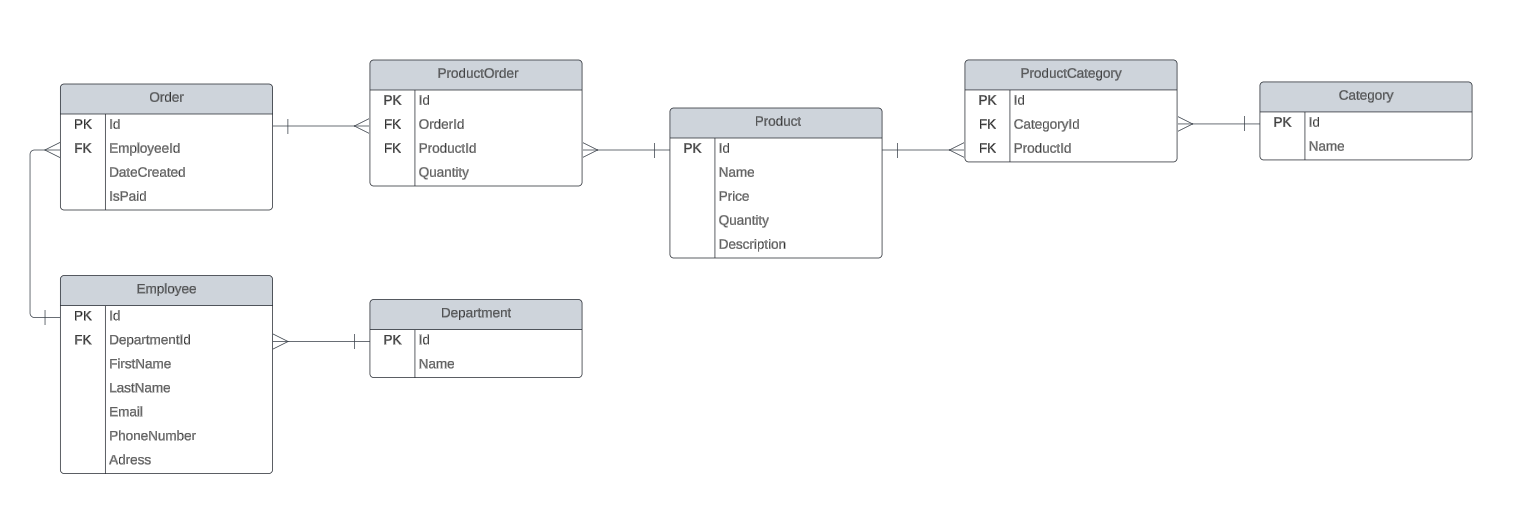 Order
PK Id
FK EmployeeId
DateCreated
IsPaid
ProductOrder
PK Id
FK OrderId
FK ProductId
Quantity
Product
PK Id
Name
Price
Quantity
Description
ProductCategory
PK Id
FK CategoryId
FK ProductId
Category
PK Id
Name
Employee
PK Id
FK DepartmentId
FirstName
LastName
Email
PhoneNumber
Adress
Department
PK Id
Name